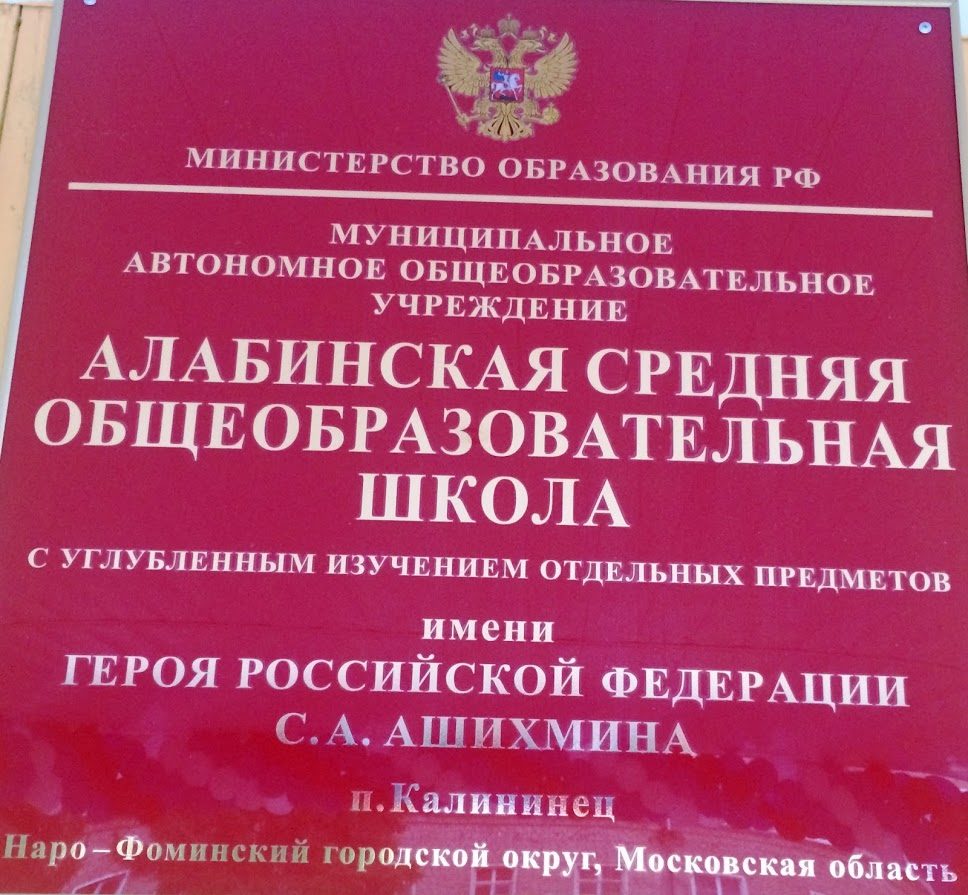 МИНИСТЕРСТВО ОБРАЗОВАНИЯ РФ
МУНИЦИПАЛЬНОЕ
АВТОНОМНОЕ ОБЩЕОБРАЗОВАТЕЛЬНОЕ
УЧРЕЖДЕНИЕ
АЛАБИНСКАЯ СРЕДНЯЯ
ОБЩЕОБРАЗОВАТЕЛЬНАЯ
ШКОЛА
С УГЛУБЛЕННЫМ ИЗУЧЕНИЕМ ОТДЕЛЬНЫХ ПРЕДМЕТОВ
имени
ГЕРОЯ РОССИЙСКОЙ ФЕДЕРАЦИИ
С.А. АШИХМИНА
п.Калининец
Наро – Фоминский городской округ, Московская область